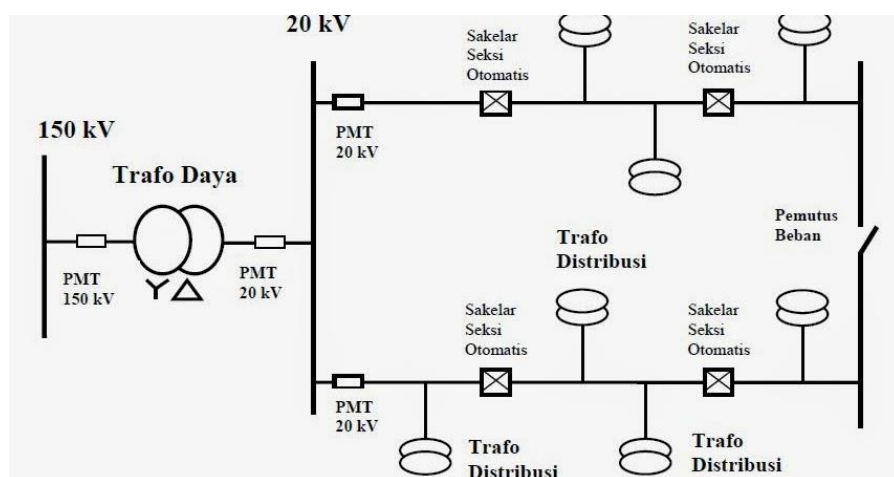 20 kV
Sakelar
Seksi
Otomatis
Sakelar
Seksi
Otomatis
150 kV
PMT
20 kV
Trafo Daya
Trafo
Distribusi
Pemutus
Beban
PMT
150 kV
PMT
20 kV
Sakelar
Seksi
Otomatis
Sakelar
Seksi
Otomatis
PMT
20 kV
Trafo
Distribusi
Trafo
Distribusi